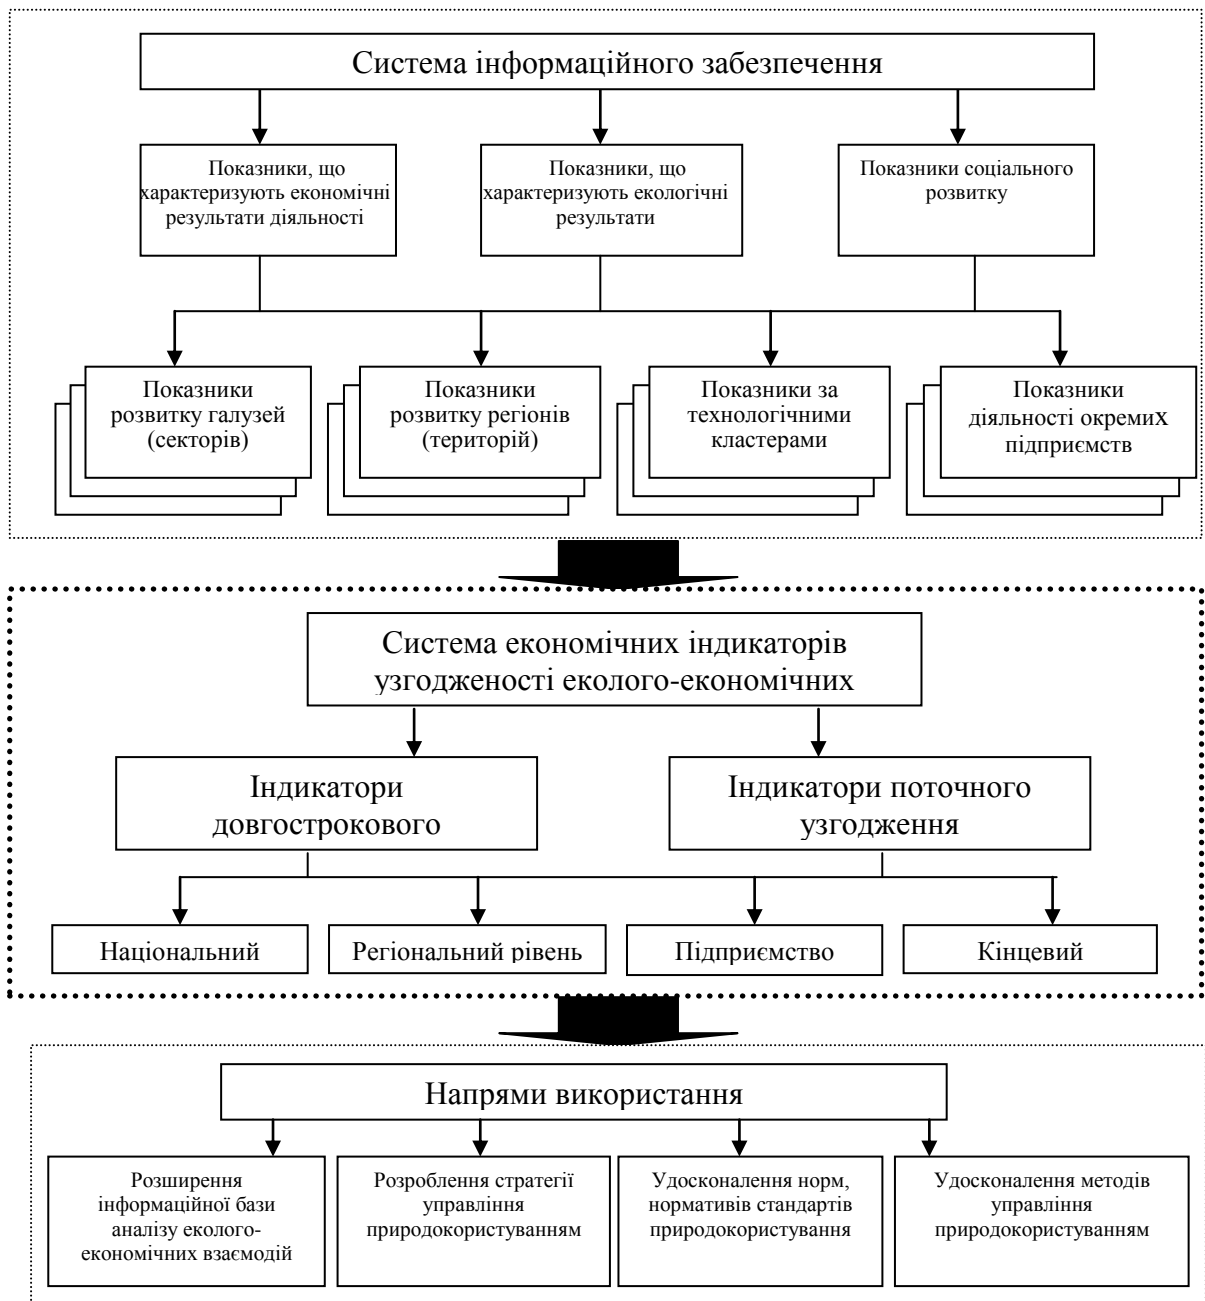 Система інформаційного забезпечення
Показники, що
характеризують економічні
результати діяльності
Показники, що
характеризують екологічні
результати
Показники соціального
розвитку
Показники
розвитку галузей
(секторів)
Показники
розвитку регіонів
(територій)
Показники за
технологічними
кластерами
Показники
діяльності окремих
підприємств
Система економічних індикаторів
узгодженості еколого-економічних
Індикатори
довгострокового
Індикатори поточного
узгодження
Національний
Регіональний рівень
Підприємство
Кінцевий
Напрями використання
Розширення
інформаційної бази
аналізу еколого-
економічних взаємодій
Розроблення стратегії
управління
природокористуванням
Удосконалення норм,
нормативів стандартів
природокористування
Удосконалення методів
управління
природокористуванням